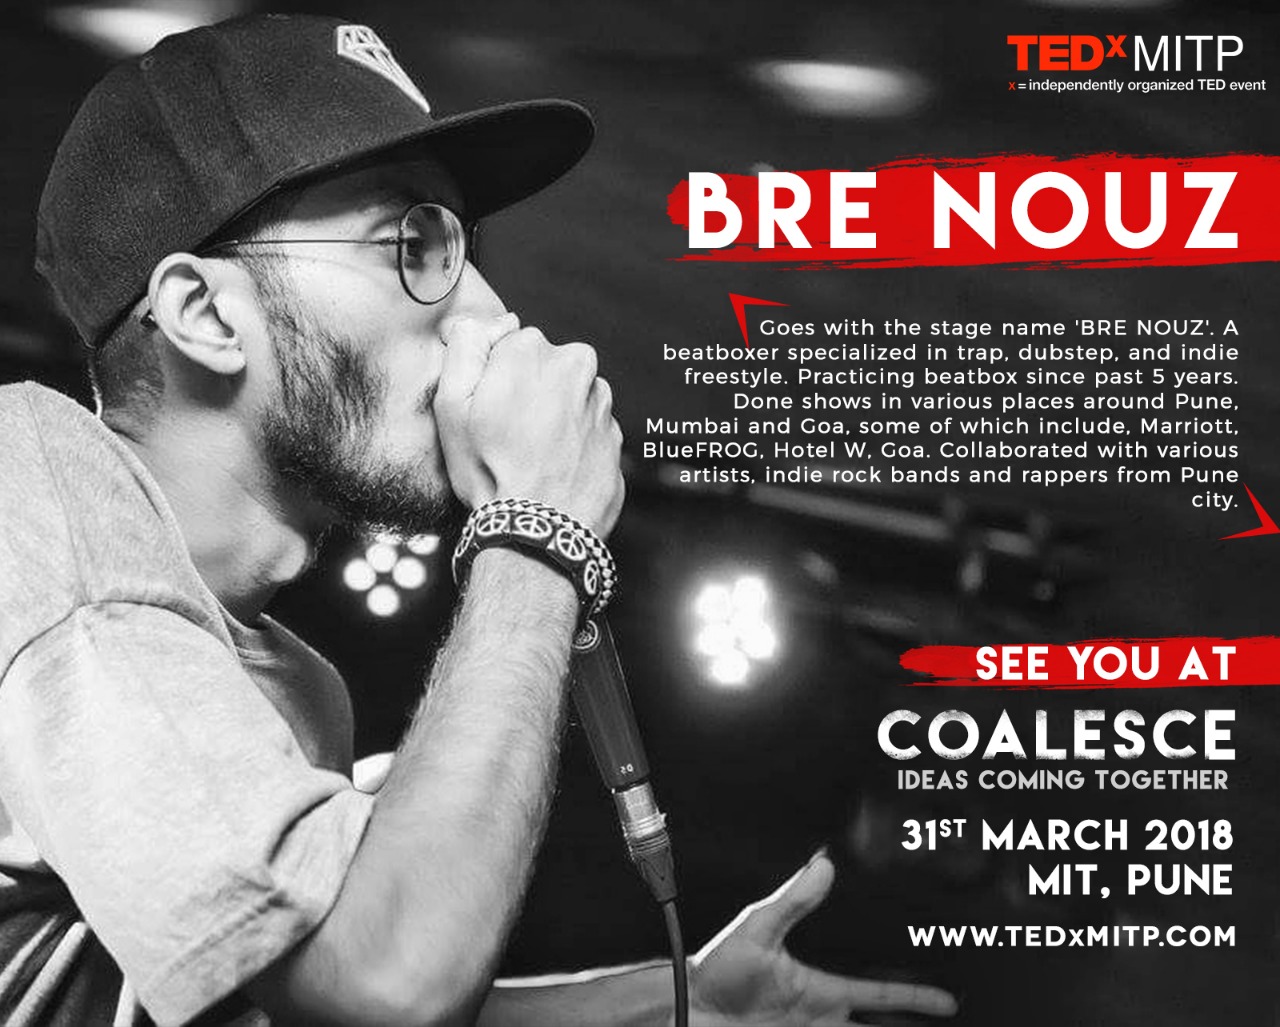 TEDxMITP
x = independently organized TED event
BRE NOUZ
Goes with the stage name 'BRE NOUZ'. A
beatboxer specialized in trap, dubstep, and indie
freestyle. Practicing beatbox since past 5 years.
Done shows in various places around Pune,
Mumbai and Goa, some of which include, Marriott,
BlueFROG, Hotel W, Goa. Collaborated with various
artists, indie rock bands and rappers from Pune
city.
SEE YOU AT
COALESCE
IDEAS COMING TOGETHER
31ST MARCH 2018
MIT, PUNE
WWW.TEDxMITP.COM